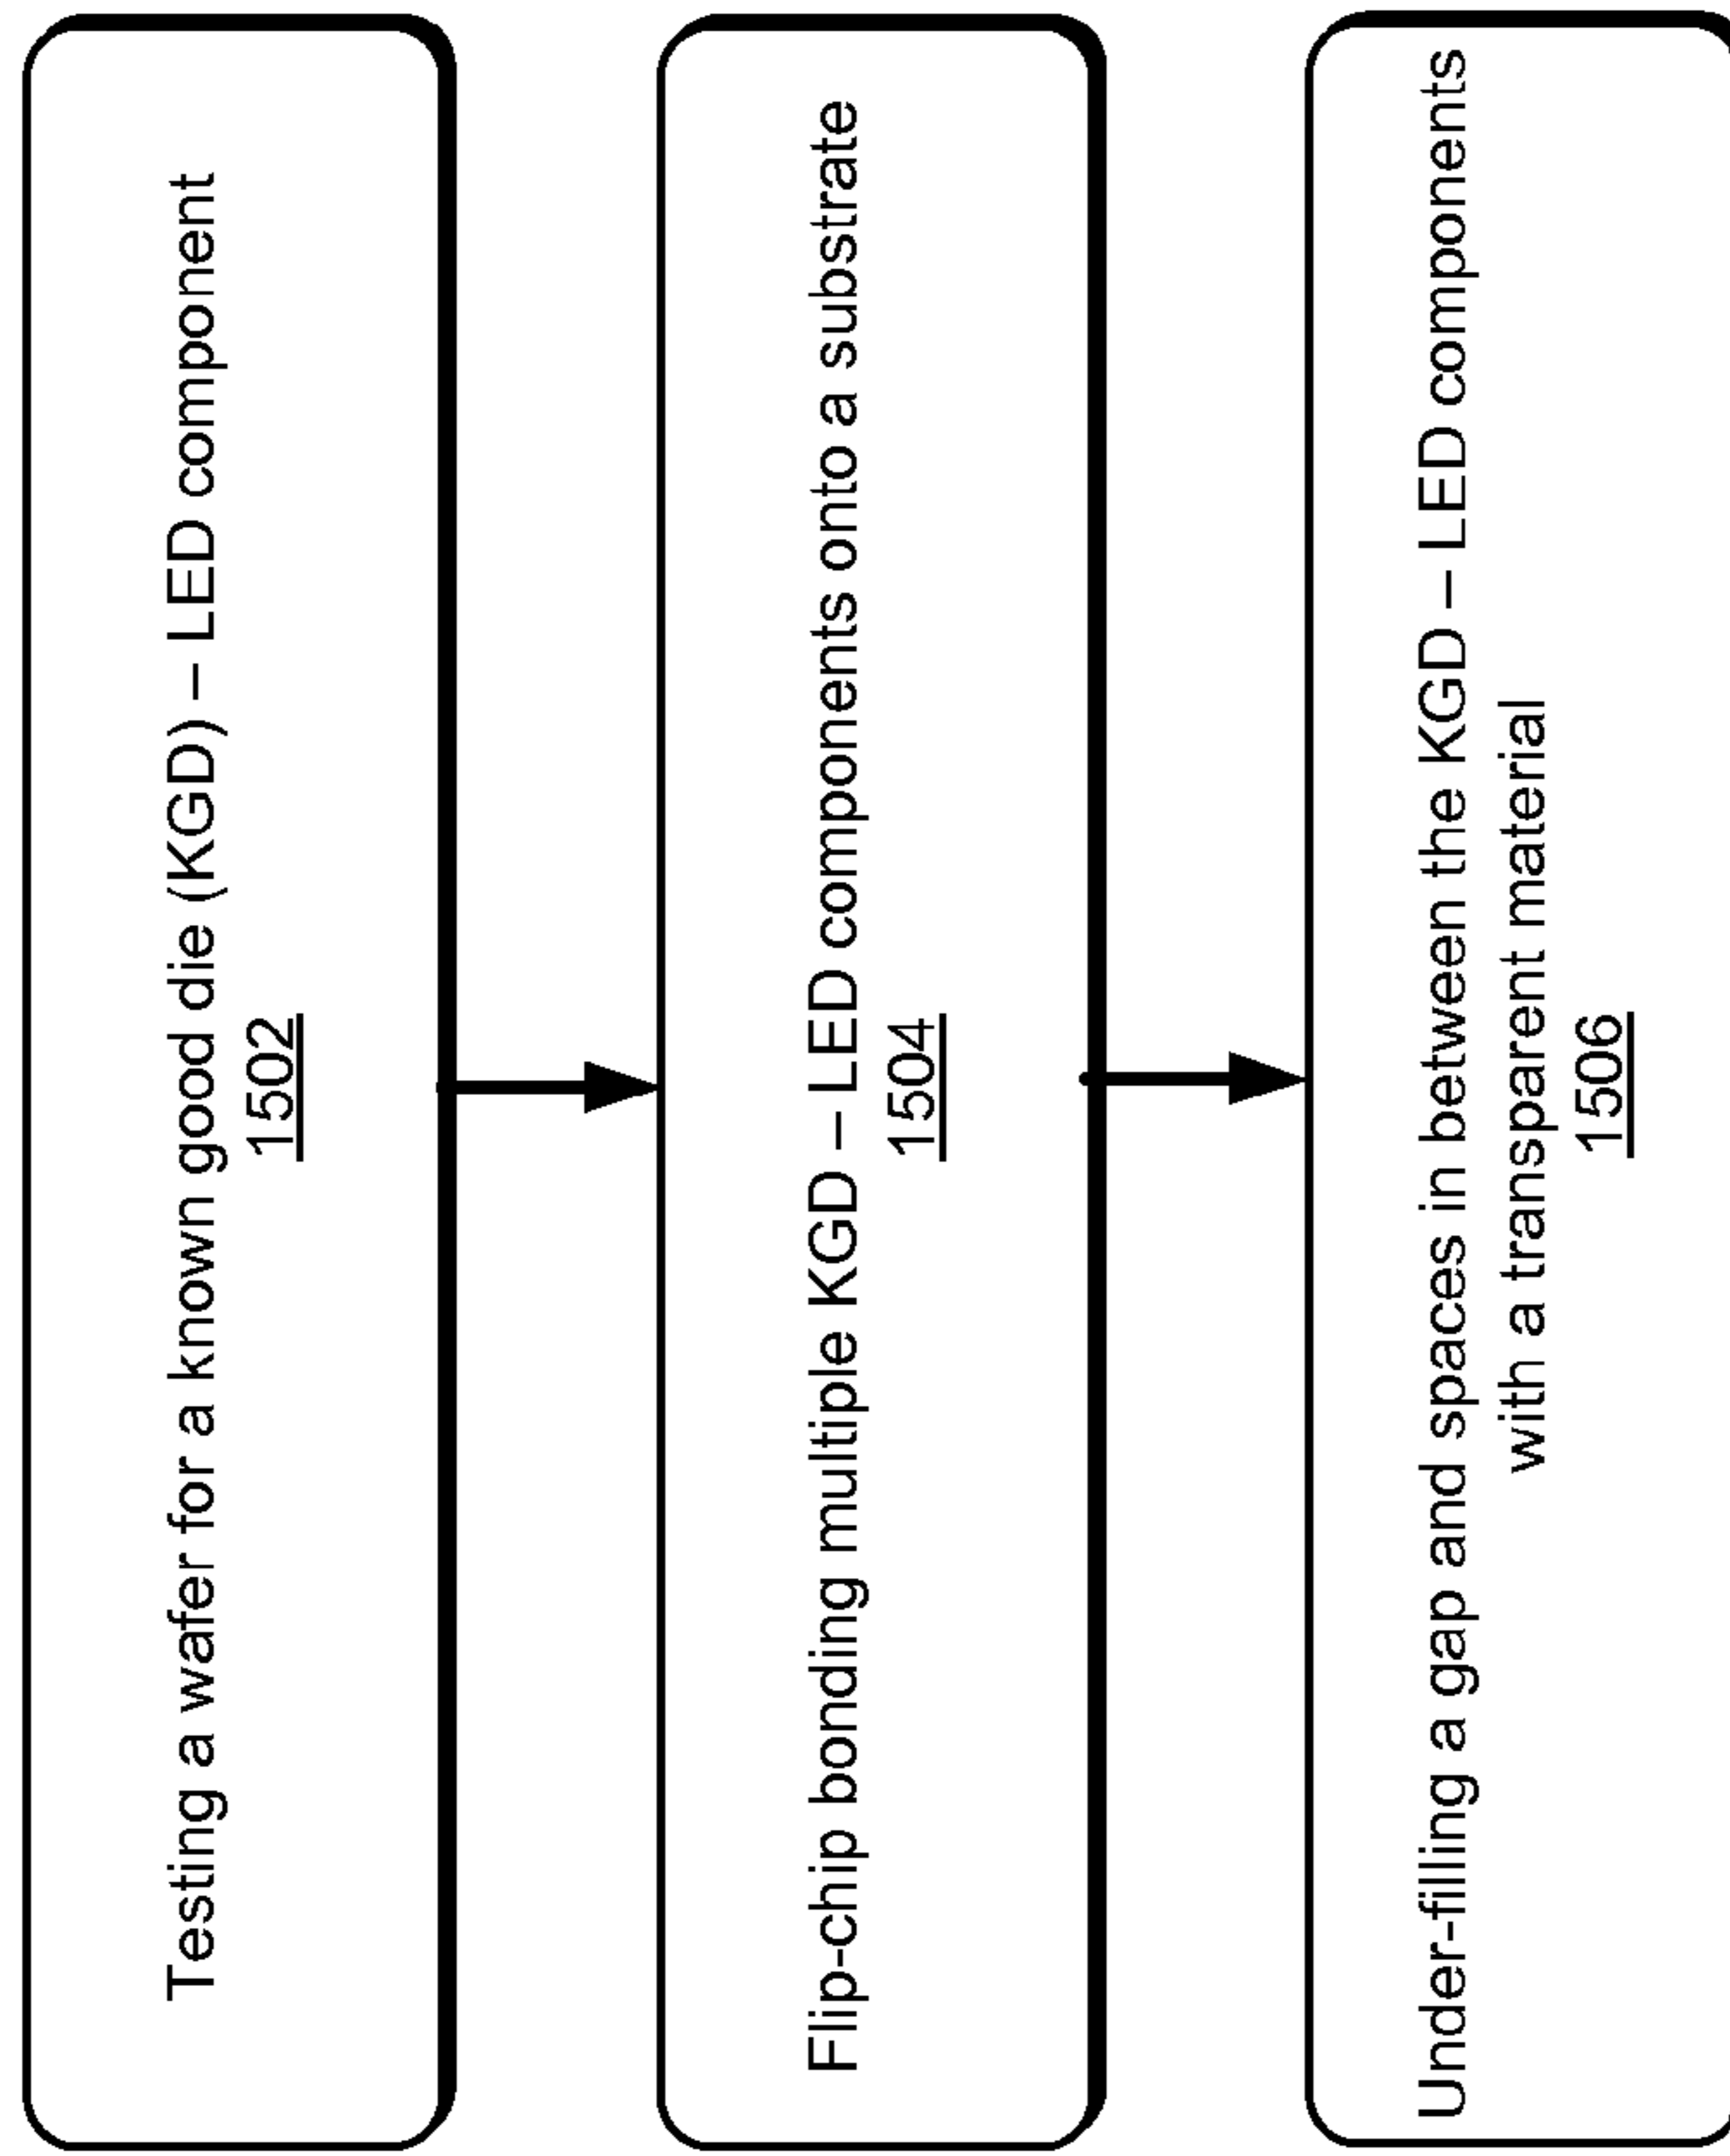 Testing a wafer for a known good die (KGD) – LED component
1502
Flip-chip bonding multiple KGD – LED components onto a substrate
1504
Under-filling a gap and spaces in between the KGD – LED components
with a transparent material
1506